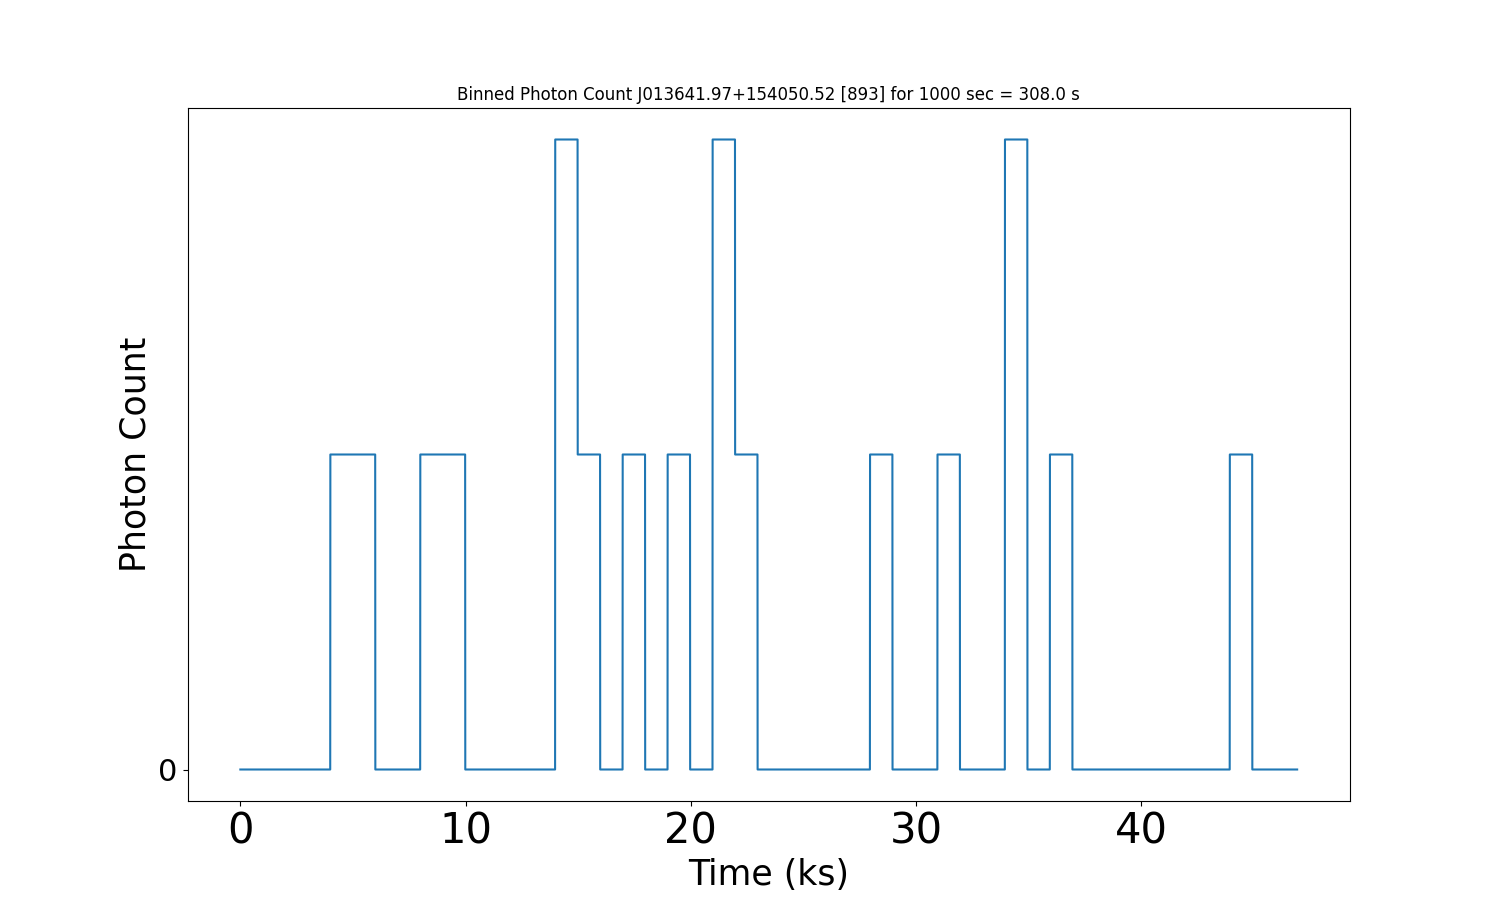 Binned Photon Count J013641.97+154050.52 [893] for 1000 sec = 308.0 s
Photon Count
0
0 10 20 30 40
Time (ks)